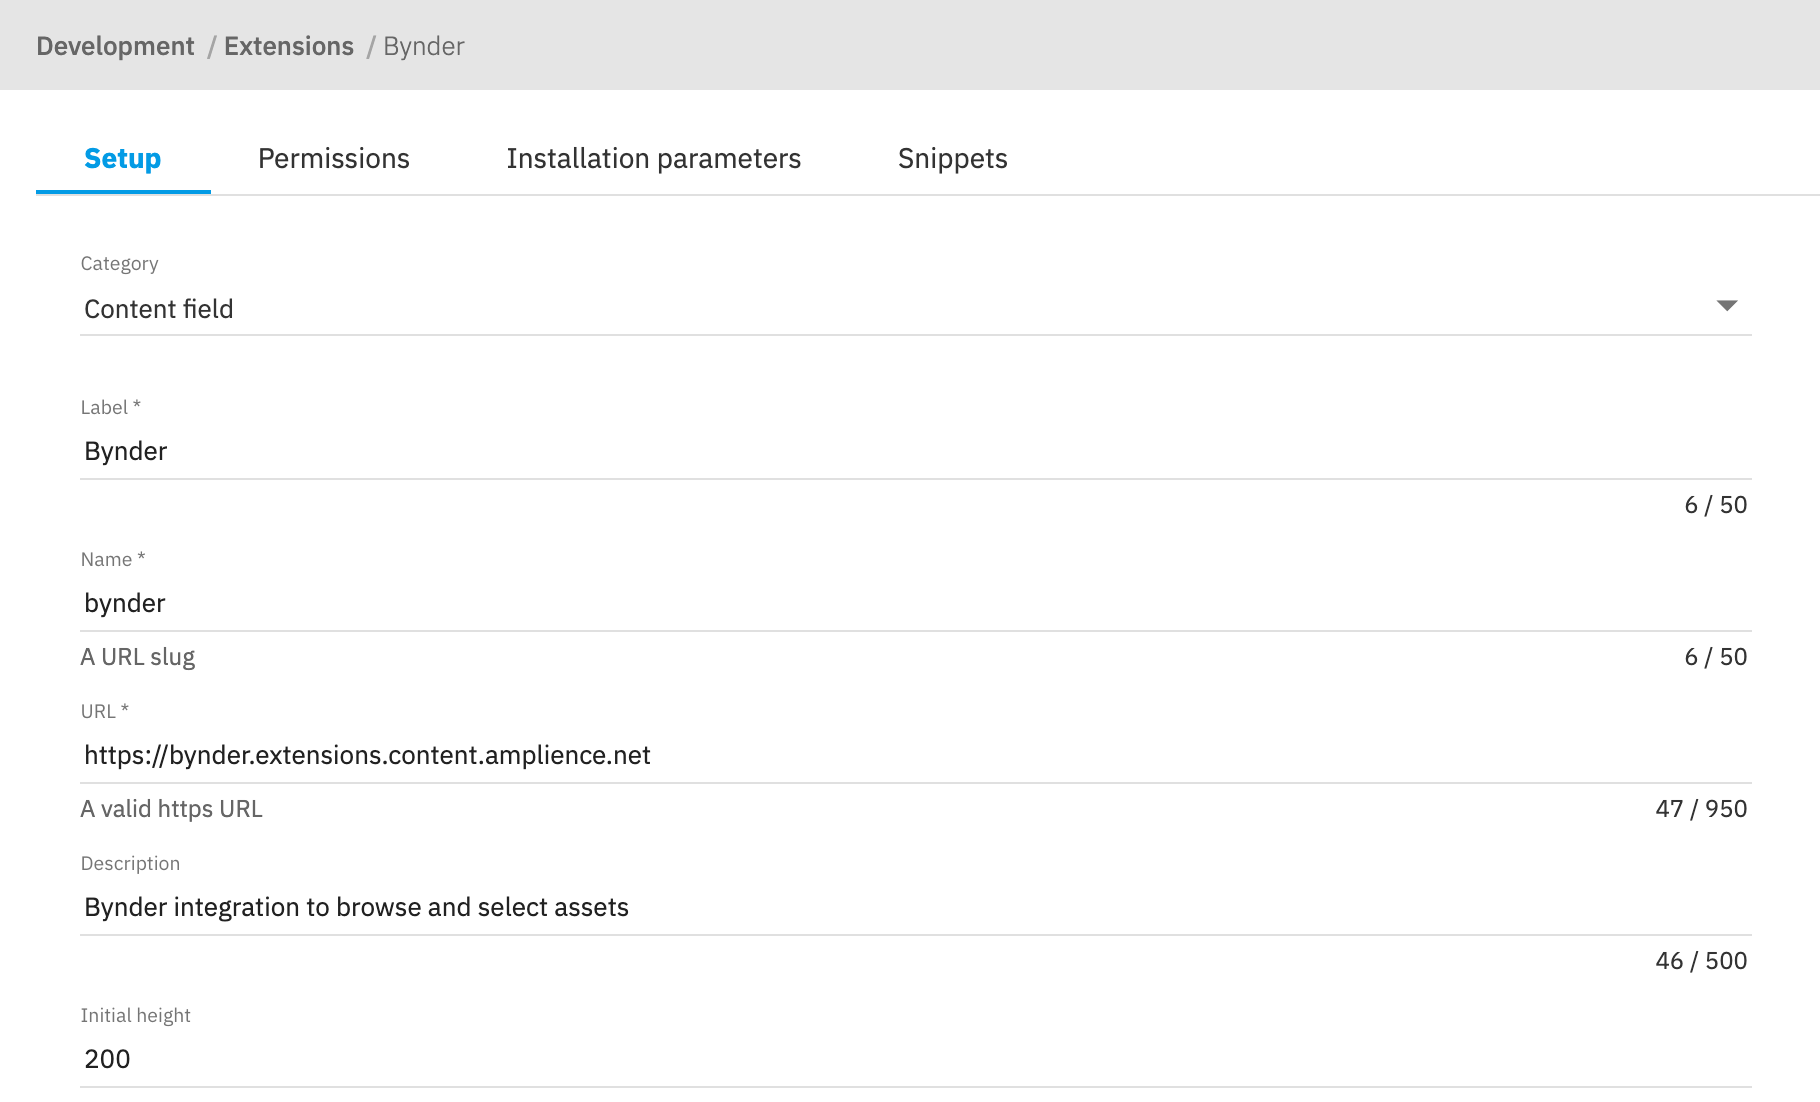 Development / Extensions / Bynder
Setup Permissions Installation parameters Snippets
Category
Content field
Label *
Bynder
6 / 50
Name *
bynder
A URL slug 6 / 50
URL *
https://bynder.extensions.content.amplience.net
A valid https URL 47 / 950
Description
Bynder integration to browse and select assets
46 / 500
Initial height
200